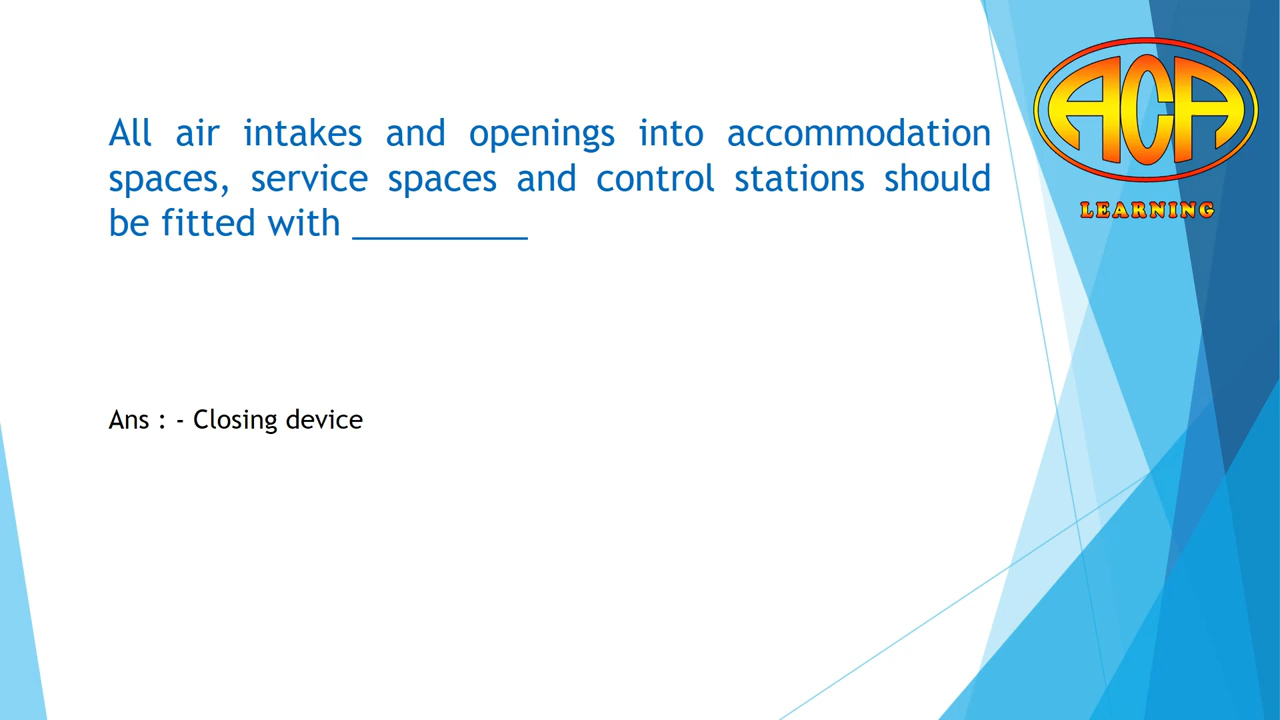 All air intakes and openings into accommodation
spaces, service spaces and control stations should
be fitted with _________
Ans : - Closing device
ACA
LEARNING